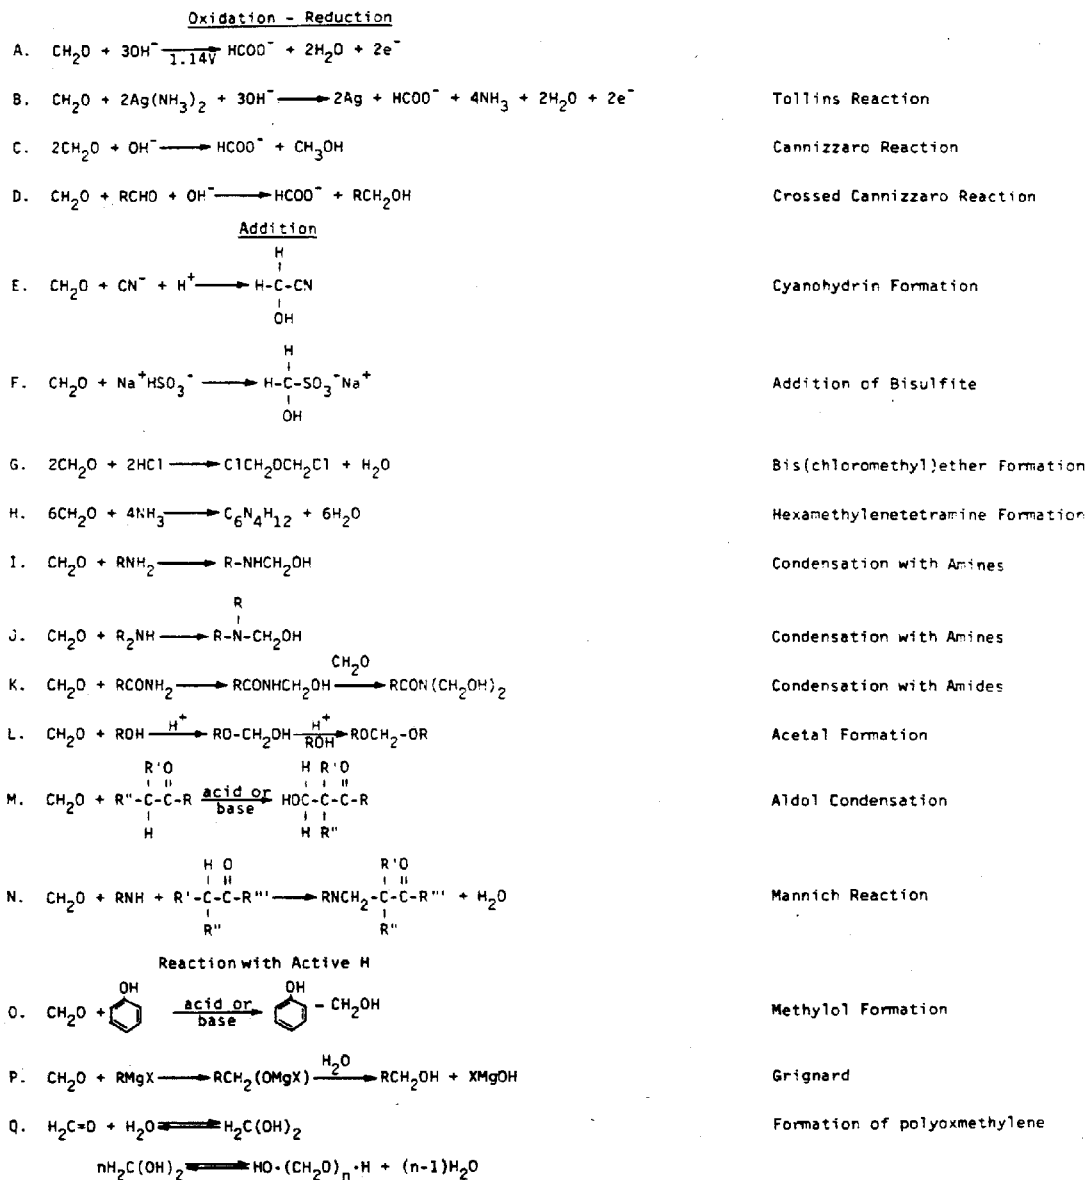 Oxidation - Reduction
A. CH₂O + 3OH⁻ ⟶ HCOO⁻ + 2H₂O + 2e⁻
1.14V
B. CH₂O + 2Ag(NH₃)₂ + 3OH⁻ ⟶ 2Ag + HCOO⁻ + 4NH₃ + 2H₂O + 2e⁻ Tollins Reaction
C. 2CH₂O + OH⁻ ⟶ HCOO⁻ + CH₃OH Cannizzaro Reaction
D. CH₂O + RCHO + OH⁻ ⟶ HCOO⁻ + RCH₂OH Crossed Cannizzaro Reaction
Addition
H
E. CH₂O + CN⁻ + H⁺ ⟶ H-C-CN Cyanohydrin Formation
OH
H
F. CH₂O + Na⁺HSO₃⁻ ⟶ H-C-SO₃⁻Na⁺ Addition of Bisulfite
OH
G. 2CH₂O + 2HCl ⟶ ClCH₂OCH₂Cl + H₂O Bis(chloromethyl)ether Formation
H. 6CH₂O + 4NH₃ ⟶ C₆N₄H₁₂ + 6H₂O Hexamethylenetetramine Formation
I. CH₂O + RNH₂ ⟶ R-NHCH₂OH Condensation with Amines
R
J. CH₂O + R₂NH ⟶ R-N-CH₂OH Condensation with Amines
CH₂O
K. CH₂O + RCONH₂ ⟶ RCONHCH₂OH ⟶ RCON(CH₂OH)₂ Condensation with Amides
H⁺ H⁺
L. CH₂O + ROH ⟶ RO-CH₂OH ⟶ ROCH₂-OR Acetal Formation
ROH
R'O H R'O
M. CH₂O + R"-C-C-R acid or base ⟶ HOC-C-C-R Aldol Condensation
H H R"
H O R'O
N. CH₂O + RNH + R'-C-C-R"' ⟶ RNCH₂-C-C-R"' + H₂O Mannich Reaction
R" R"
Reaction with Active H
OH OH
O. CH₂O + acid or base ⟶ - CH₂OH Methylol Formation
H₂O
P. CH₂O + RMgX ⟶ RCH₂(OMgX) ⟶ RCH₂OH + XMgOH Grignard
Q. H₂C=O + H₂O ⇌ H₂C(OH)₂ Formation of polyoxmethylene
nH₂C(OH)₂ ⇌ HO·(CH₂O)ₙ·H + (n-1)H₂O